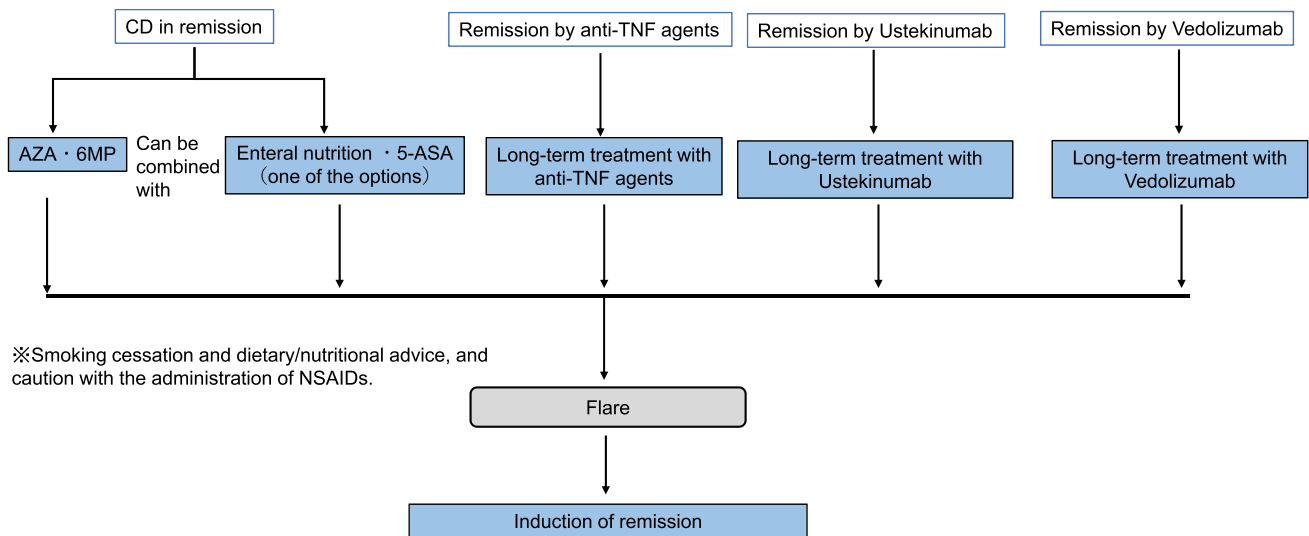 CD in remission
Remission by anti-TNF agents
Remission by Ustekinumab
Remission by Vedolizumab
AZA・6MP
Can be
combined
with
Enteral nutrition ・5-ASA
（one of the options）
Long-term treatment with
anti-TNF agents
Long-term treatment with
Ustekinumab
Long-term treatment with
Vedolizumab
※Smoking cessation and dietary/nutritional advice, and
caution with the administration of NSAIDs.
Flare
Induction of remission